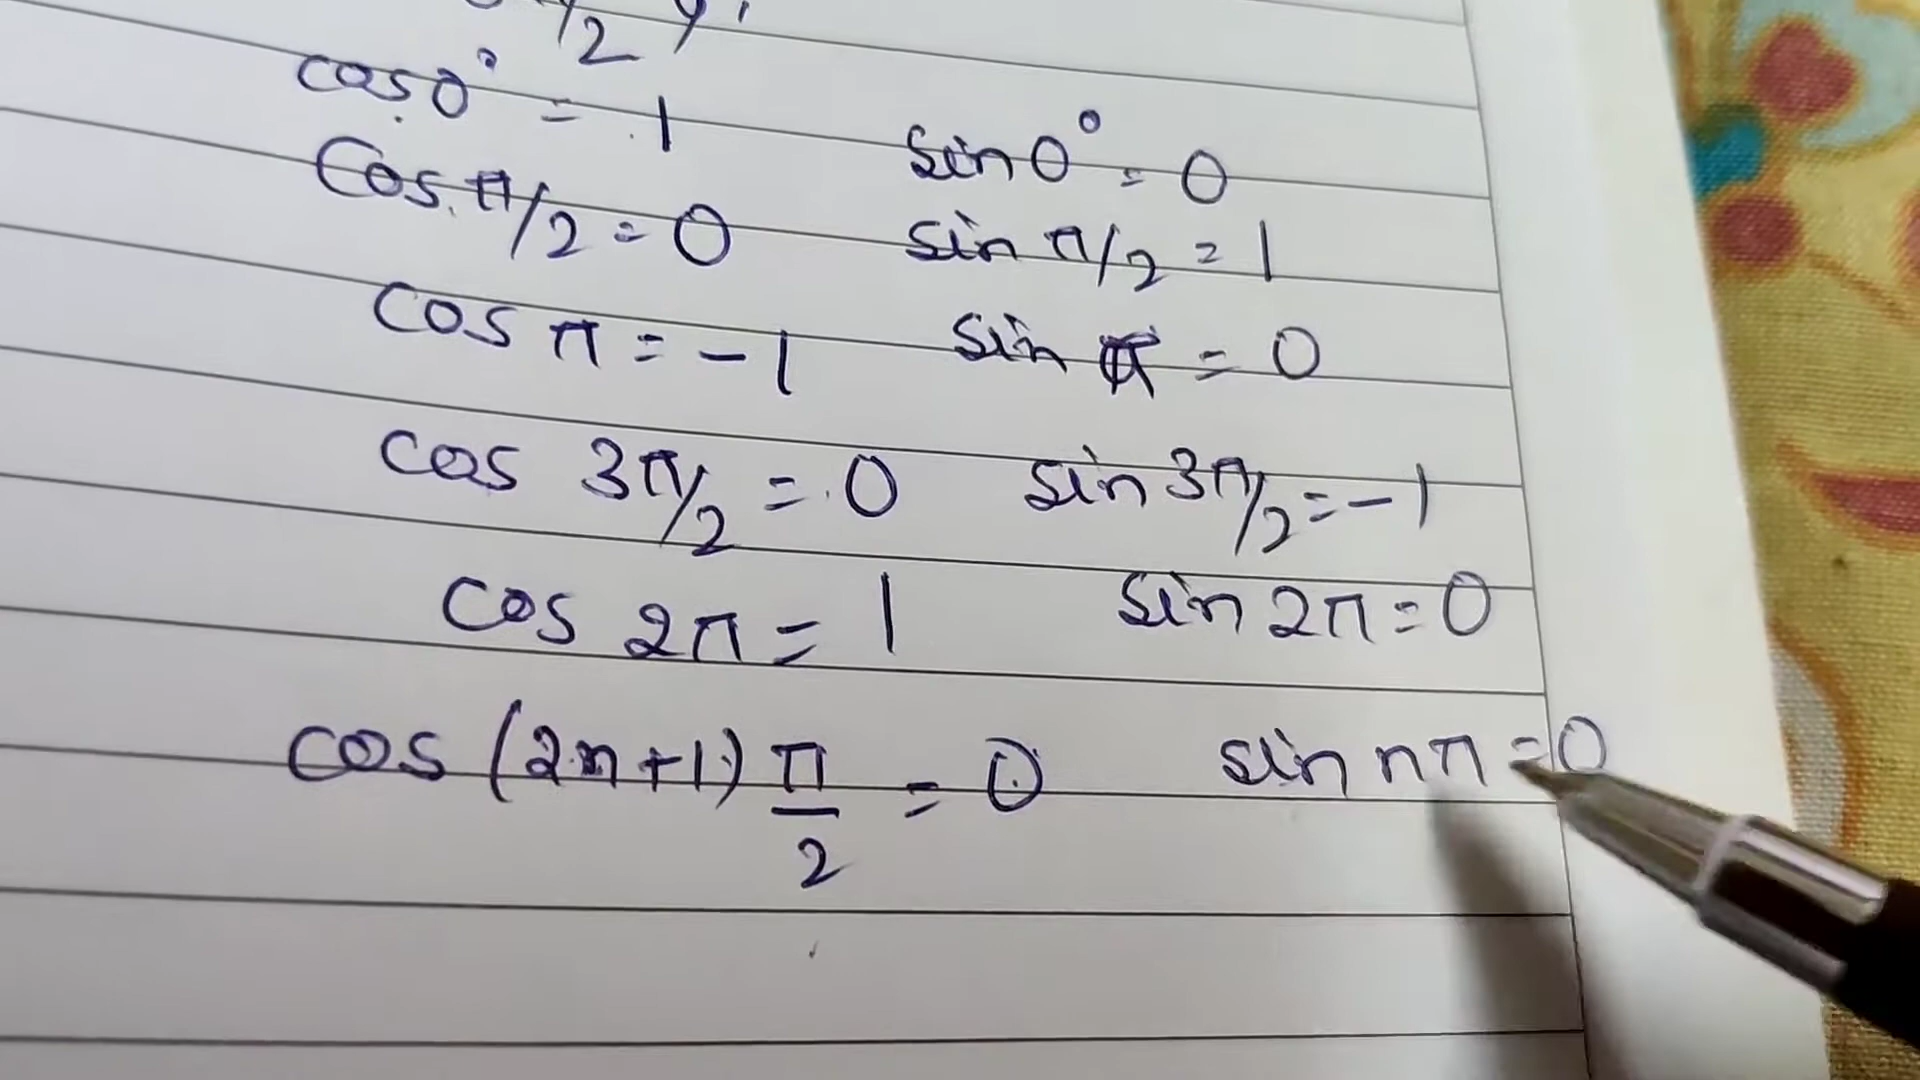 π/2
cos 0° = 1 sin 0° = 0
cos π/2 = 0 sin π/2 = 1
cos π = -1 sin π = 0
cos 3π/2 = 0 sin 3π/2 = -1
cos 2π = 1 sin 2π = 0
cos (2n+1) π/2 = 0 sin nπ = 0